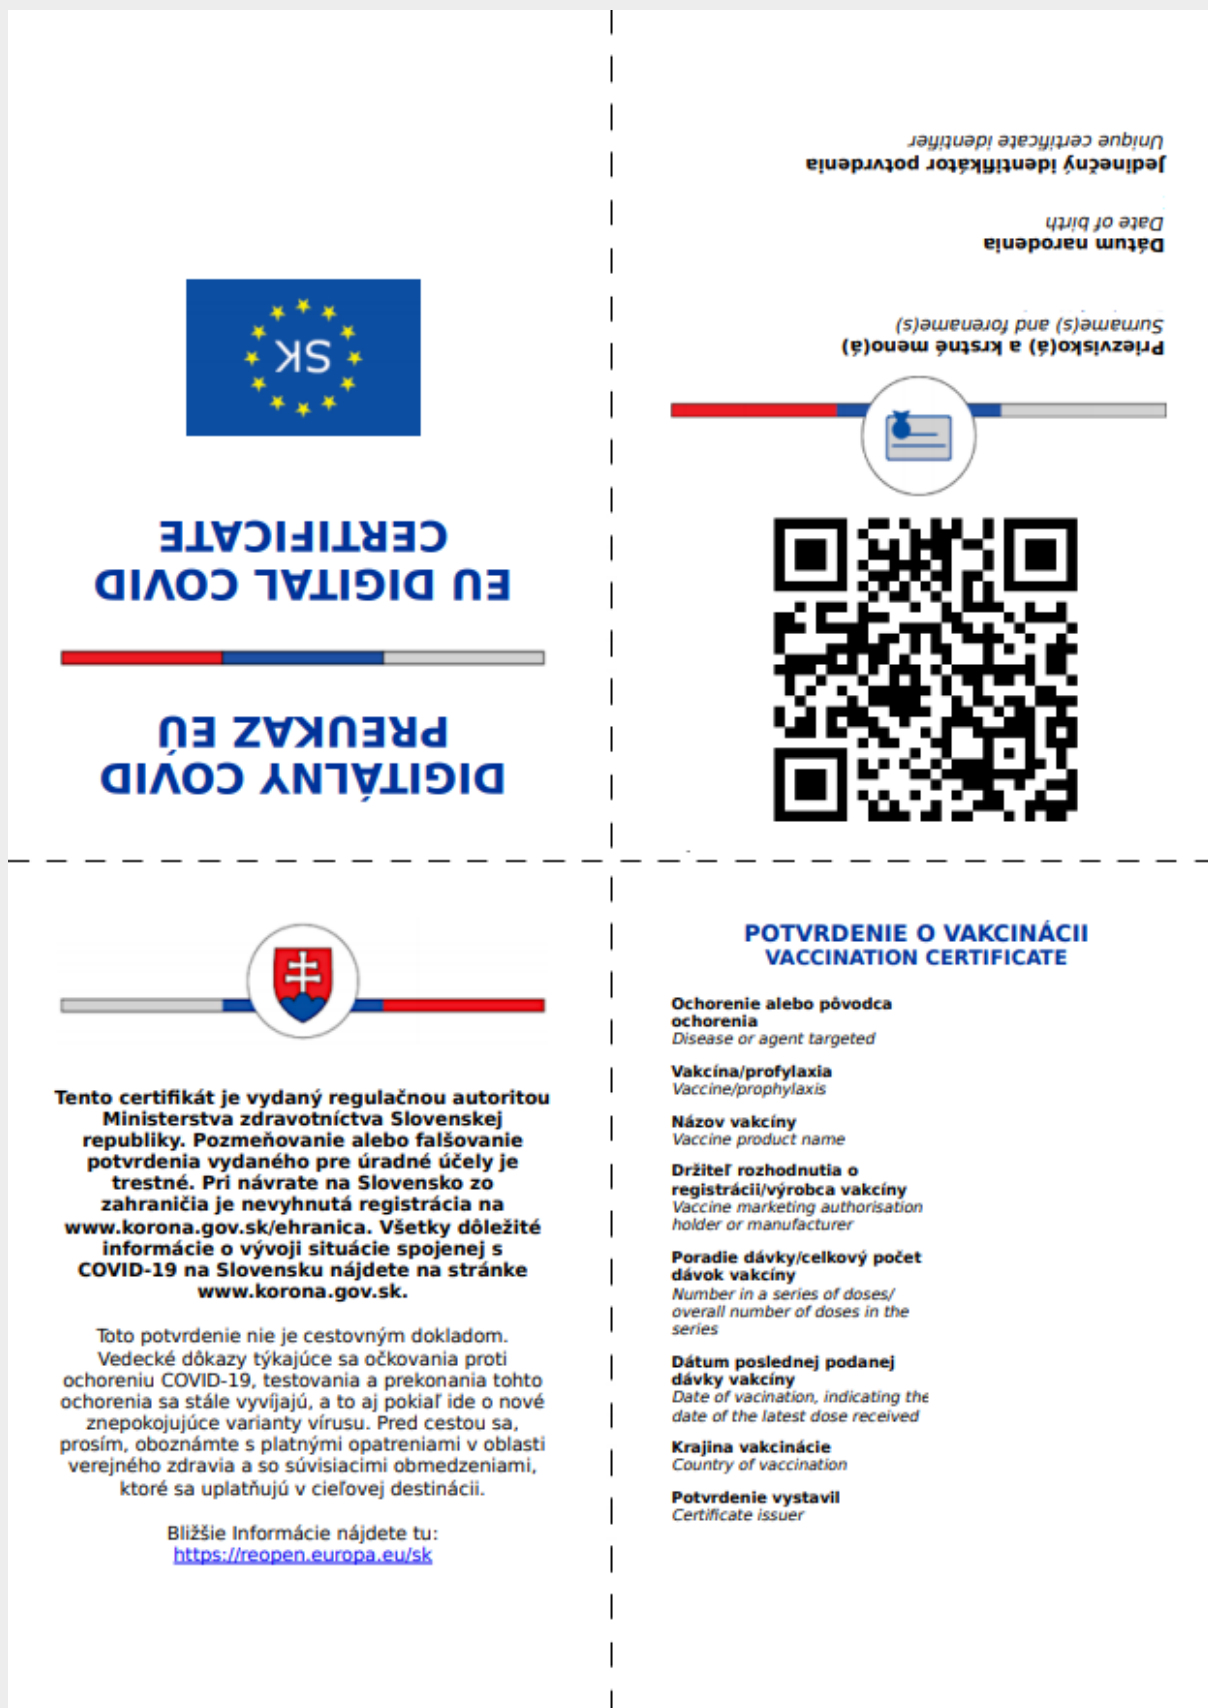 SK
EU DIGITAL COVID
CERTIFICATE
DIGITÁLNY COVID
PREUKAZ EÚ
Priezvisko(á) a krstné meno(á)
Surname(s) and forename(s)
Dátum narodenia
Date of birth
Jedinečný identifikátor potvrdenia
Unique certificate identifier
Tento certifikát je vydaný regulačnou autoritou
Ministerstva zdravotníctva Slovenskej
republiky. Pozmeňovanie alebo falšovanie
potvrdenia vydaného pre úradné účely je
trestné. Pri návrate na Slovensko zo
zahraničia je nevyhnutá registrácia na
www.korona.gov.sk/ehranica. Všetky dôležité
informácie o vývoji situácie spojenej s
COVID-19 na Slovensku nájdete na stránke
www.korona.gov.sk.
Toto potvrdenie nie je cestovným dokladom.
Vedecké dôkazy týkajúce sa očkovania proti
ochoreniu COVID-19, testovania a prekonania tohto
ochorenia sa stále vyvíjajú, a to aj pokiaľ ide o nové
znepokojujúce varianty vírusu. Pred cestou sa,
prosím, oboznámte s platnými opatreniami v oblasti
verejného zdravia a so súvisiacimi obmedzeniami,
ktoré sa uplatňujú v cieľovej destinácii.
Bližšie Informácie nájdete tu:
https://reopen.europa.eu/sk
POTVRDENIE O VAKCINÁCII
VACCINATION CERTIFICATE
Ochorenie alebo pôvodca
ochorenia
Disease or agent targeted
Vakcína/profylaxia
Vaccine/prophylaxis
Názov vakcíny
Vaccine product name
Držiteľ rozhodnutia o
registrácii/výrobca vakcíny
Vaccine marketing authorisation
holder or manufacturer
Poradie dávky/celkový počet
dávok vakcíny
Number in a series of doses/
overall number of doses in the
series
Dátum poslednej podanej
dávky vakcíny
Date of vacination, indicating the
date of the latest dose received
Krajina vakcinácie
Country of vaccination
Potvrdenie vystavil
Certificate issuer